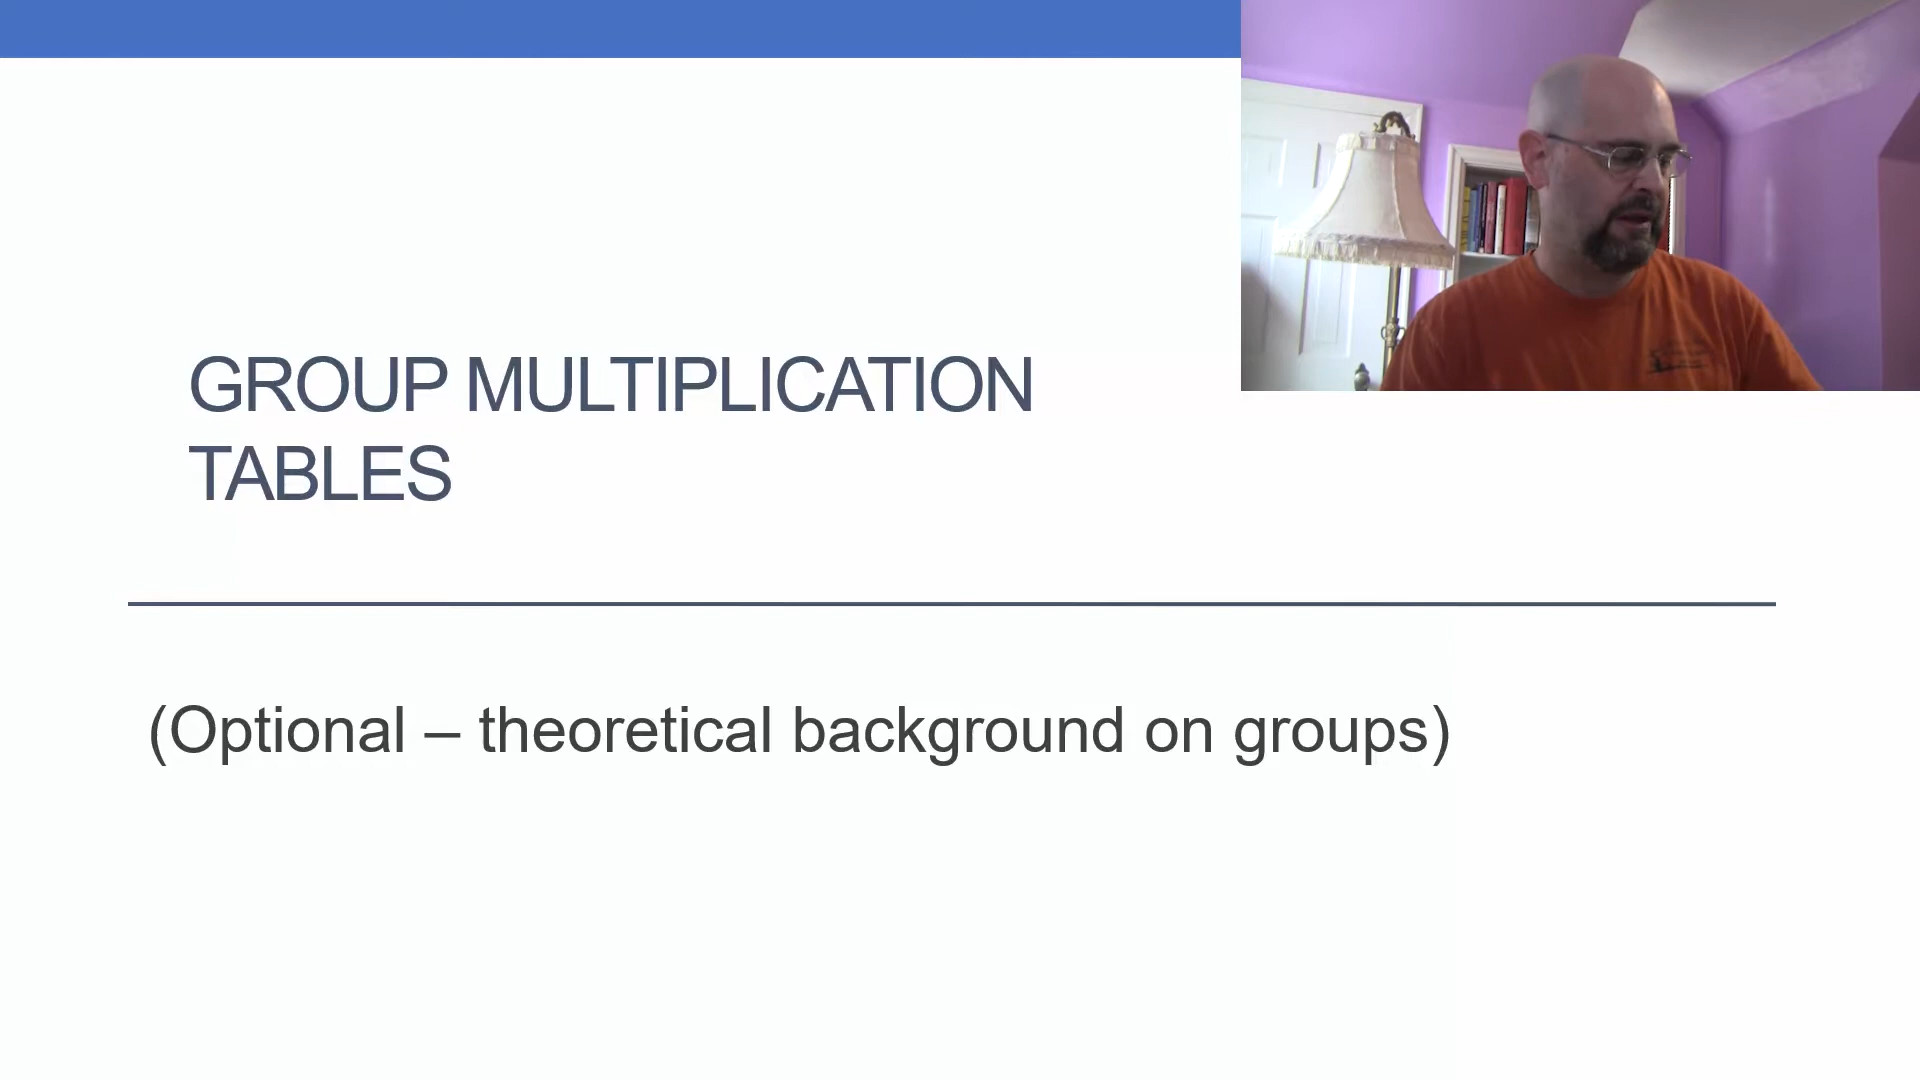 GROUP MULTIPLICATION
TABLES
(Optional – theoretical background on groups)